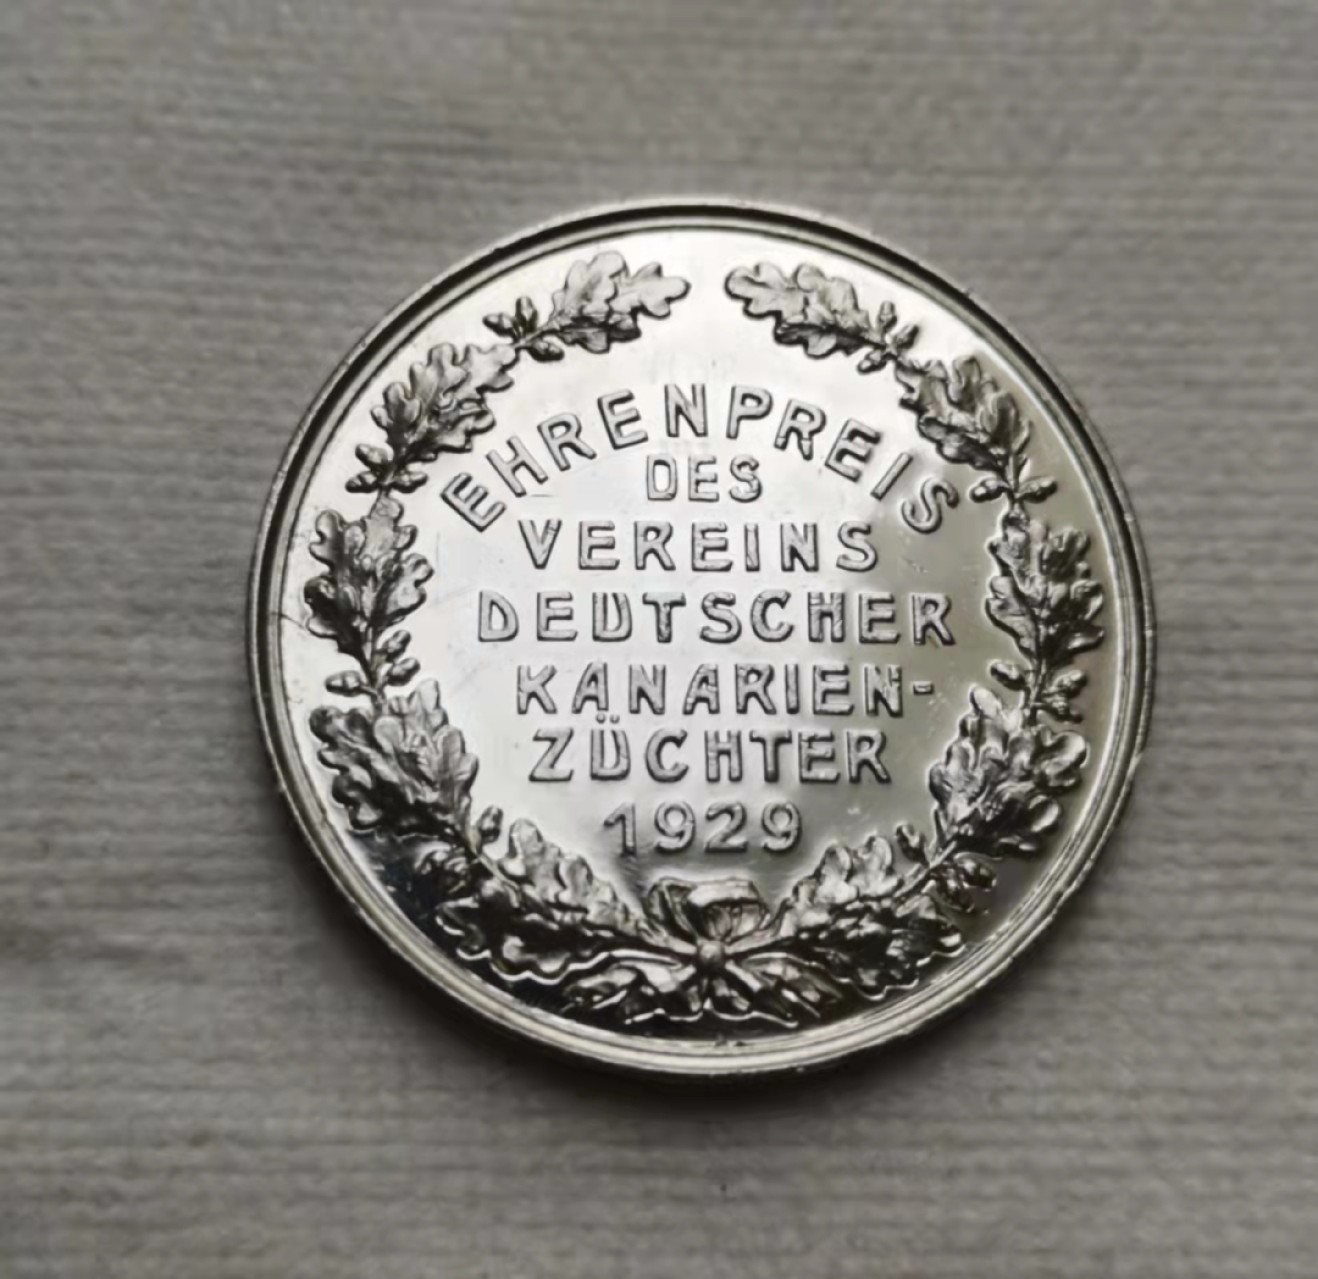 EHRENPREIS
DES
VEREINS
DEUTSCHER
KANARIEN-
ZÜCHTER
1929